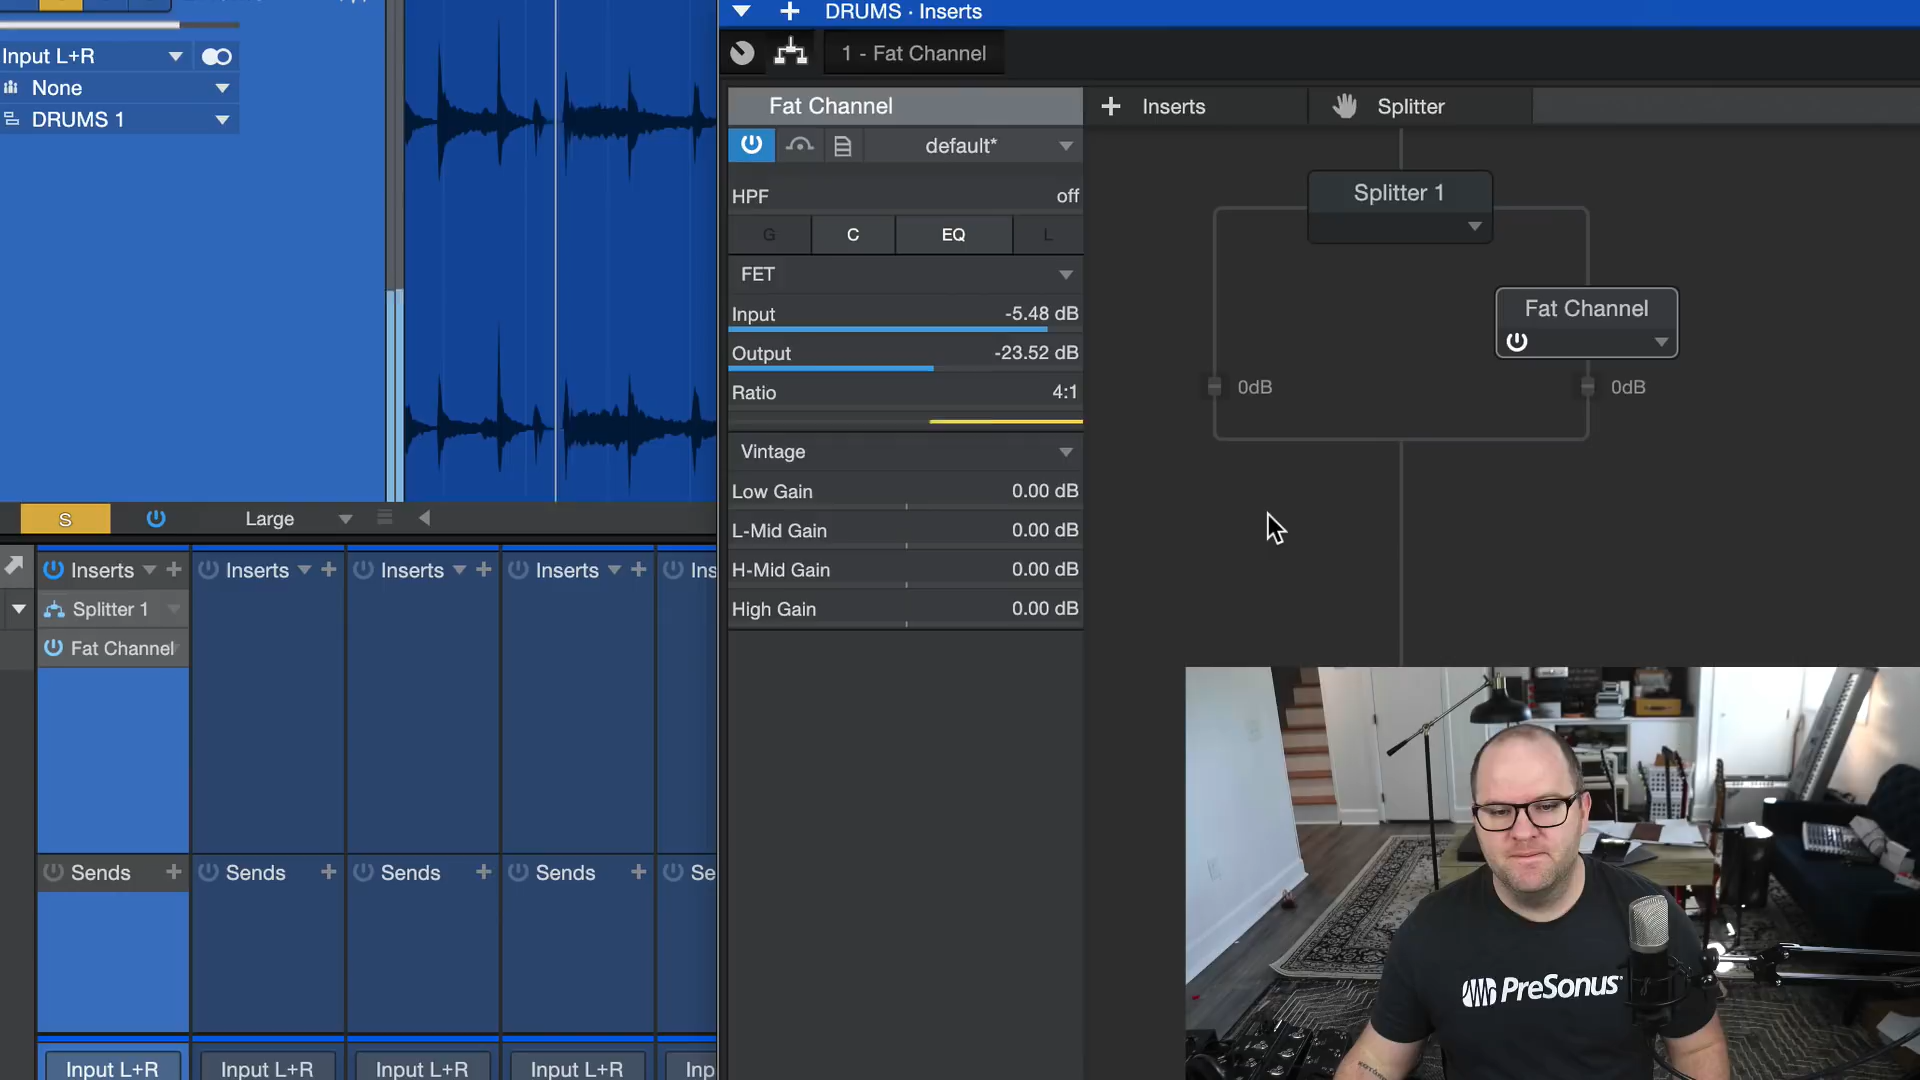 DRUMS · Inserts
Input L+R
None
DRUMS 1
1 - Fat Channel
Fat Channel
Inserts
Splitter
default*
HPF off
G C EQ L
FET
Input -5.48 dB
Output -23.52 dB
Ratio 4:1
Vintage
Low Gain 0.00 dB
L-Mid Gain 0.00 dB
H-Mid Gain 0.00 dB
High Gain 0.00 dB
Splitter 1
Fat Channel
0dB
0dB
S
Large
Inserts
Inserts
Inserts
Inserts
Ins
Splitter 1
Fat Channel
Sends
Sends
Sends
Sends
Se
Input L+R
Input L+R
Input L+R
Input L+R
Inp
PreSonus